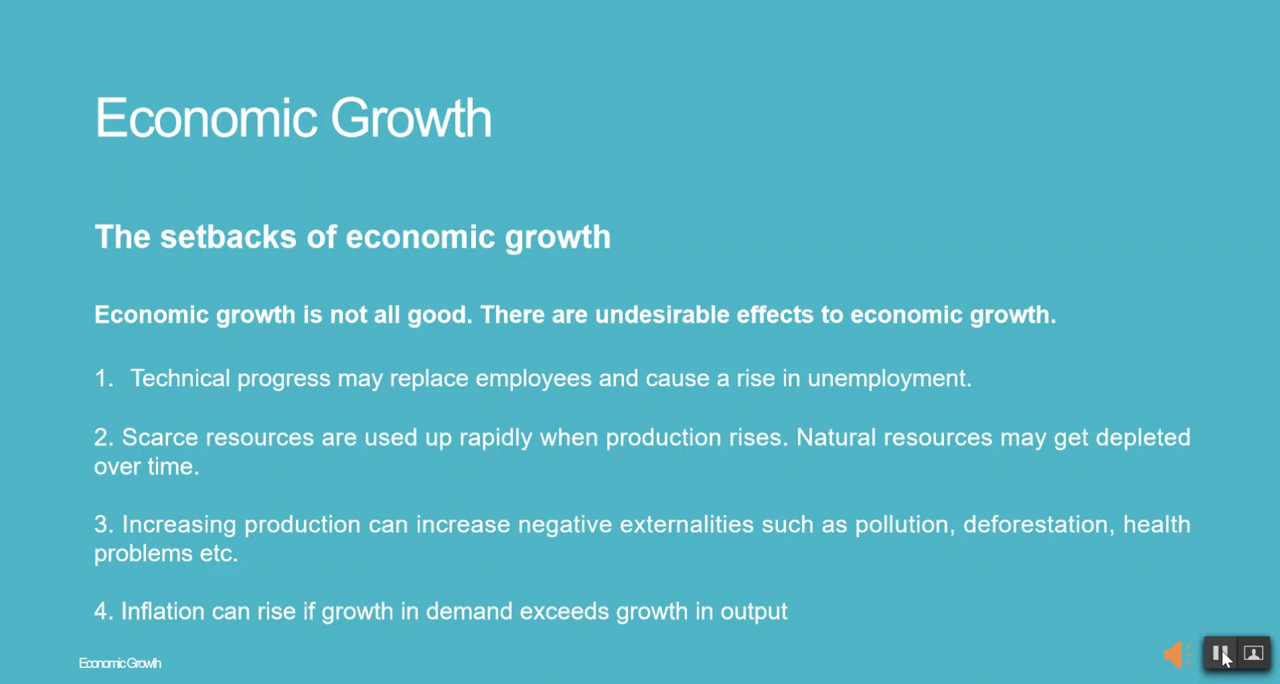 Economic Growth
The setbacks of economic growth
Economic growth is not all good. There are undesirable effects to economic growth.
1. Technical progress may replace employees and cause a rise in unemployment.
2. Scarce resources are used up rapidly when production rises. Natural resources may get depleted
over time.
3. Increasing production can increase negative externalities such as pollution, deforestation, health
problems etc.
4. Inflation can rise if growth in demand exceeds growth in output
Economic Growth